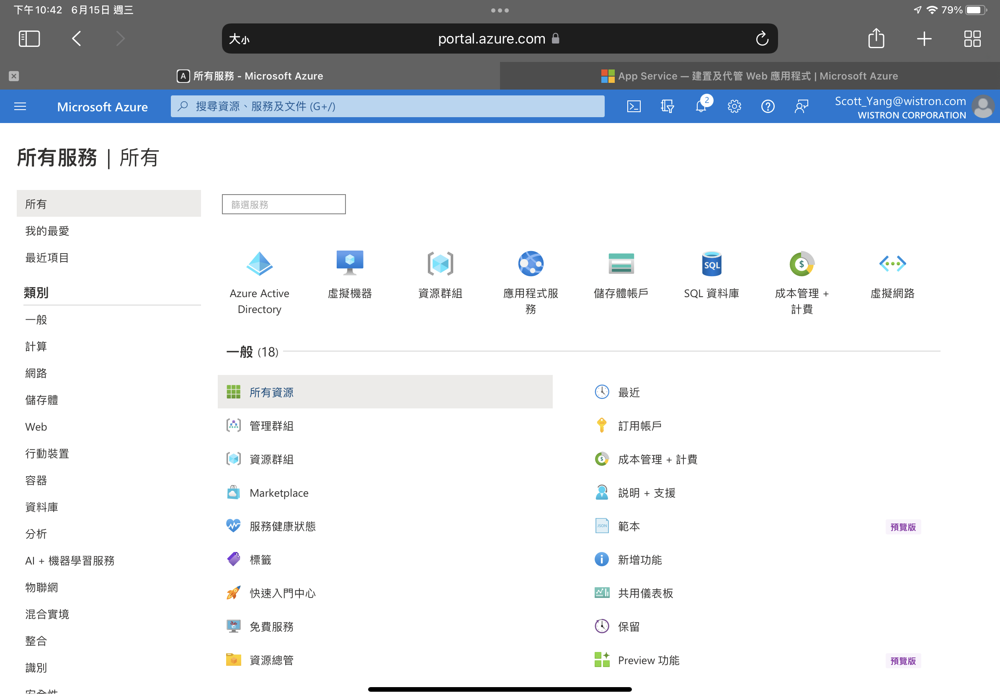 下午10:42 6月15日 週三
79%
大小
portal.azure.com
A 所有服務 - Microsoft Azure
App Service — 建置及代管 Web 應用程式 | Microsoft Azure
Microsoft Azure
搜尋資源、服務及文件 (G+/)
2
Scott_Yang@wistron.com
WISTRON CORPORATION
所有服務 | 所有
所有
我的最愛
最近項目
類別
一般
計算
網路
儲存體
Web
行動裝置
容器
資料庫
分析
AI + 機器學習服務
物聯網
混合實境
整合
識別
安全性
篩選服務
Azure Active
Directory
虛擬機器
資源群組
應用程式服
務
儲存體帳戶
SQL
SQL 資料庫
$
成本管理 +
計費
虛擬網路
一般 (18)
所有資源
最近
管理群組
訂用帳戶
資源群組
$
成本管理 + 計費
Marketplace
説明 + 支援
服務健康狀態
JSON
範本
預覽版
標籤
新增功能
快速入門中心
共用儀表板
免費服務
保留
資源總管
Preview 功能
預覽版